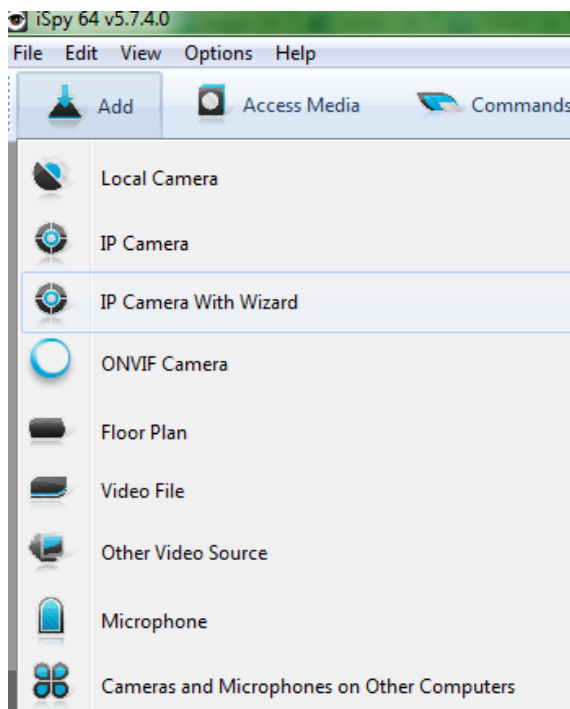 iSpy 64 v5.7.4.0
File Edit View Options Help
Add Access Media Commands
Local Camera
IP Camera
IP Camera With Wizard
ONVIF Camera
Floor Plan
Video File
Other Video Source
Microphone
Cameras and Microphones on Other Computers